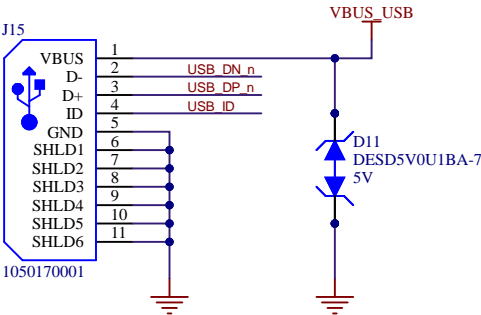 VBUS_USB
J15
VBUS 1
D- 2 USB_DN_n
D+ 3 USB_DP_n
ID 4 USB_ID
GND 5
SHLD1 6
SHLD2 7
SHLD3 8
SHLD4 9
SHLD5 10
SHLD6 11
1050170001
D11
DESD5V0U1BA-7
5V